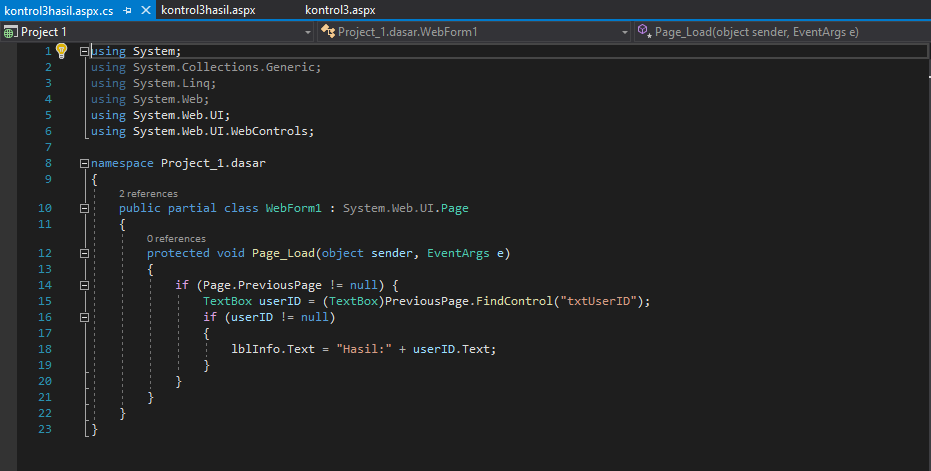 kontrol3hasil.aspx.cs kontrol3hasil.aspx kontrol3.aspx
Project 1 Project_1.dasar.WebForm1 Page_Load(object sender, EventArgs e)
1 using System;
2 using System.Collections.Generic;
3 using System.Linq;
4 using System.Web;
5 using System.Web.UI;
6 using System.Web.UI.WebControls;
7
8 namespace Project_1.dasar
9 {
2 references
10 public partial class WebForm1 : System.Web.UI.Page
11 {
0 references
12 protected void Page_Load(object sender, EventArgs e)
13 {
14 if (Page.PreviousPage != null) {
15 TextBox userID = (TextBox)PreviousPage.FindControl("txtUserID");
16 if (userID != null)
17 {
18 lblInfo.Text = "Hasil:" + userID.Text;
19 }
20 }
21 }
22 }
23 }